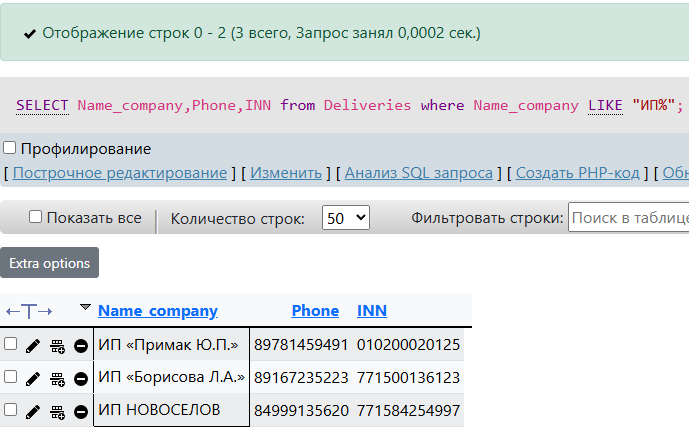 Отображение строк 0 - 2 (3 всего, Запрос занял 0,0002 сек.)
SELECT Name_company,Phone,INN from Deliveries where Name_company LIKE "ИП%";
Профилирование
[ Построчное редактирование ] [ Изменить ] [ Анализ SQL запроса ] [ Создать PHP-код ] [
Показать все | Количество строк: 50 Фильтровать строки: Поиск в таблице
Extra options
←T→ Name_company Phone INN
ИП «Примак Ю.П.» 89781459491 010200020125
ИП «Борисова Л.А.» 89167235223 771500136123
ИП НОВОСЕЛОВ 84999135620 771584254997